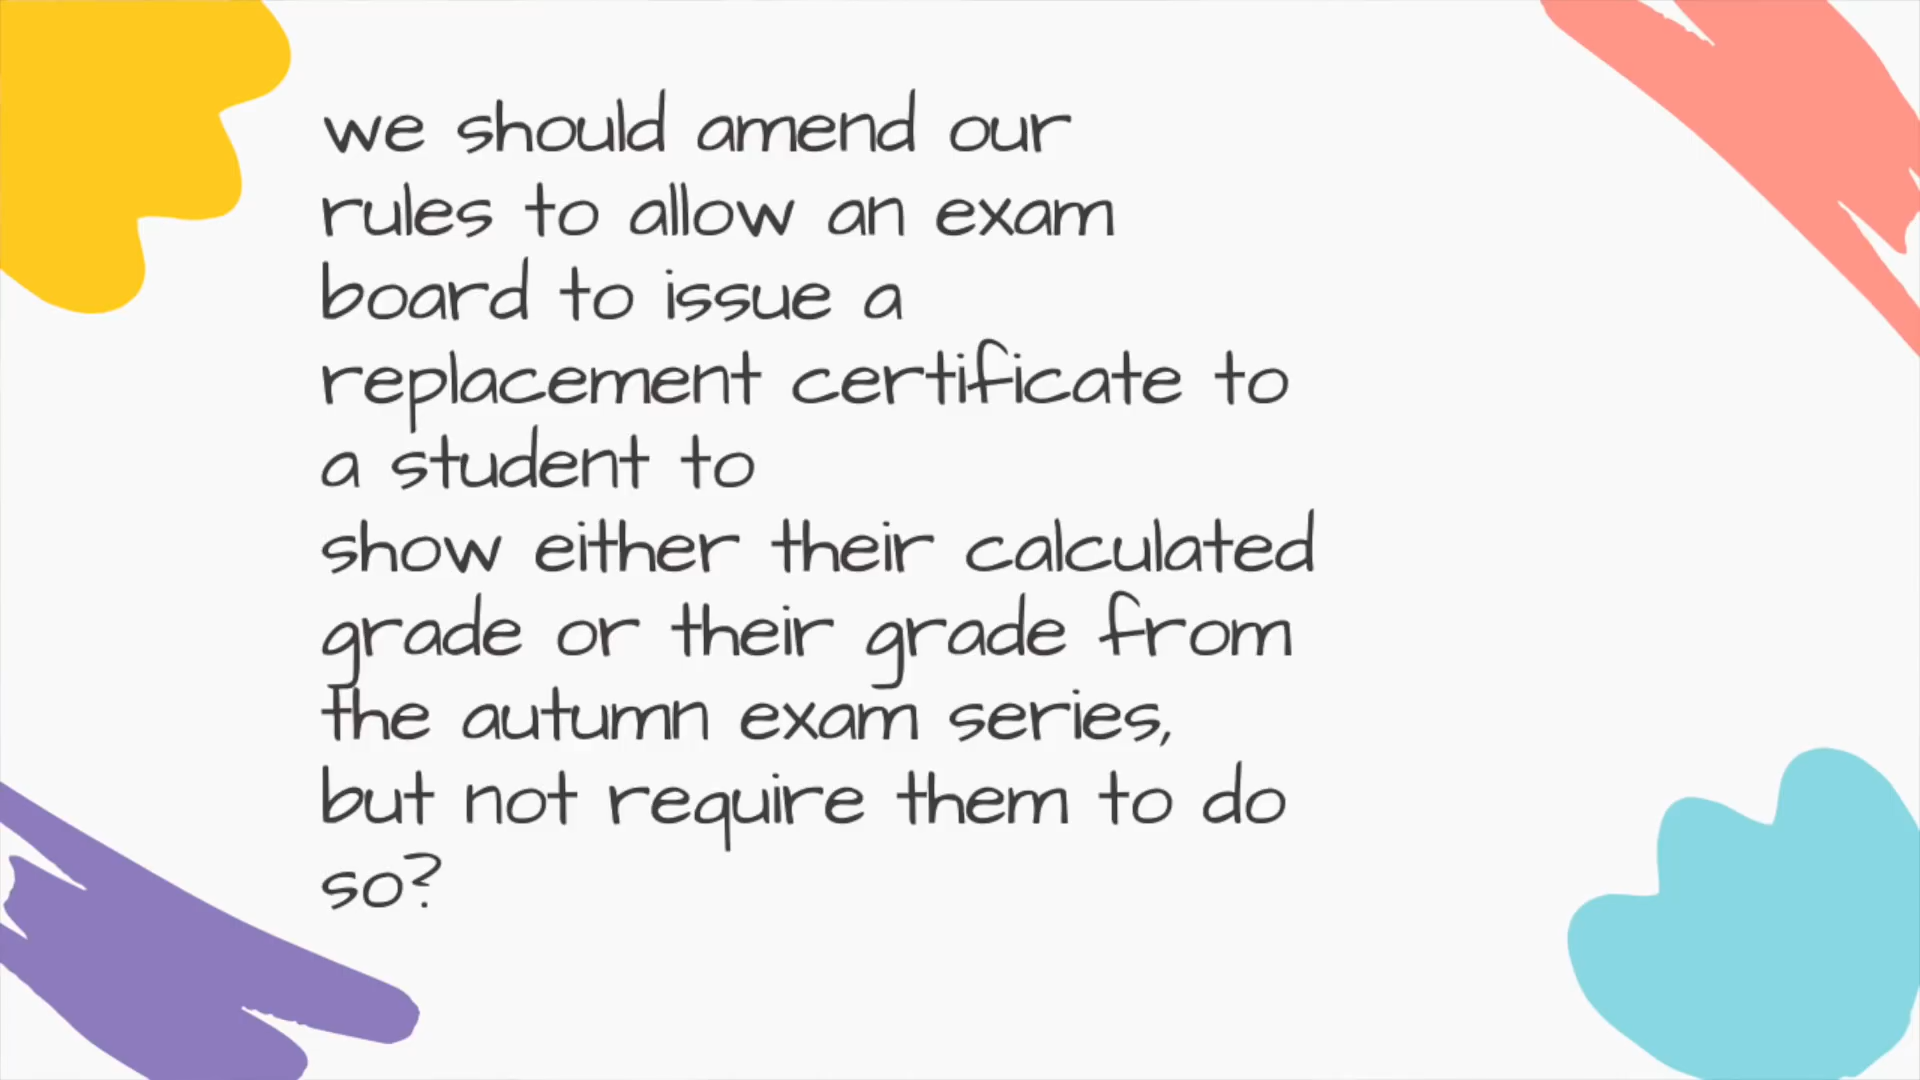 we should amend our
rules to allow an exam
board to issue a
replacement certificate to
a student to
show either their calculated
grade or their grade from
the autumn exam series,
but not require them to do
so?